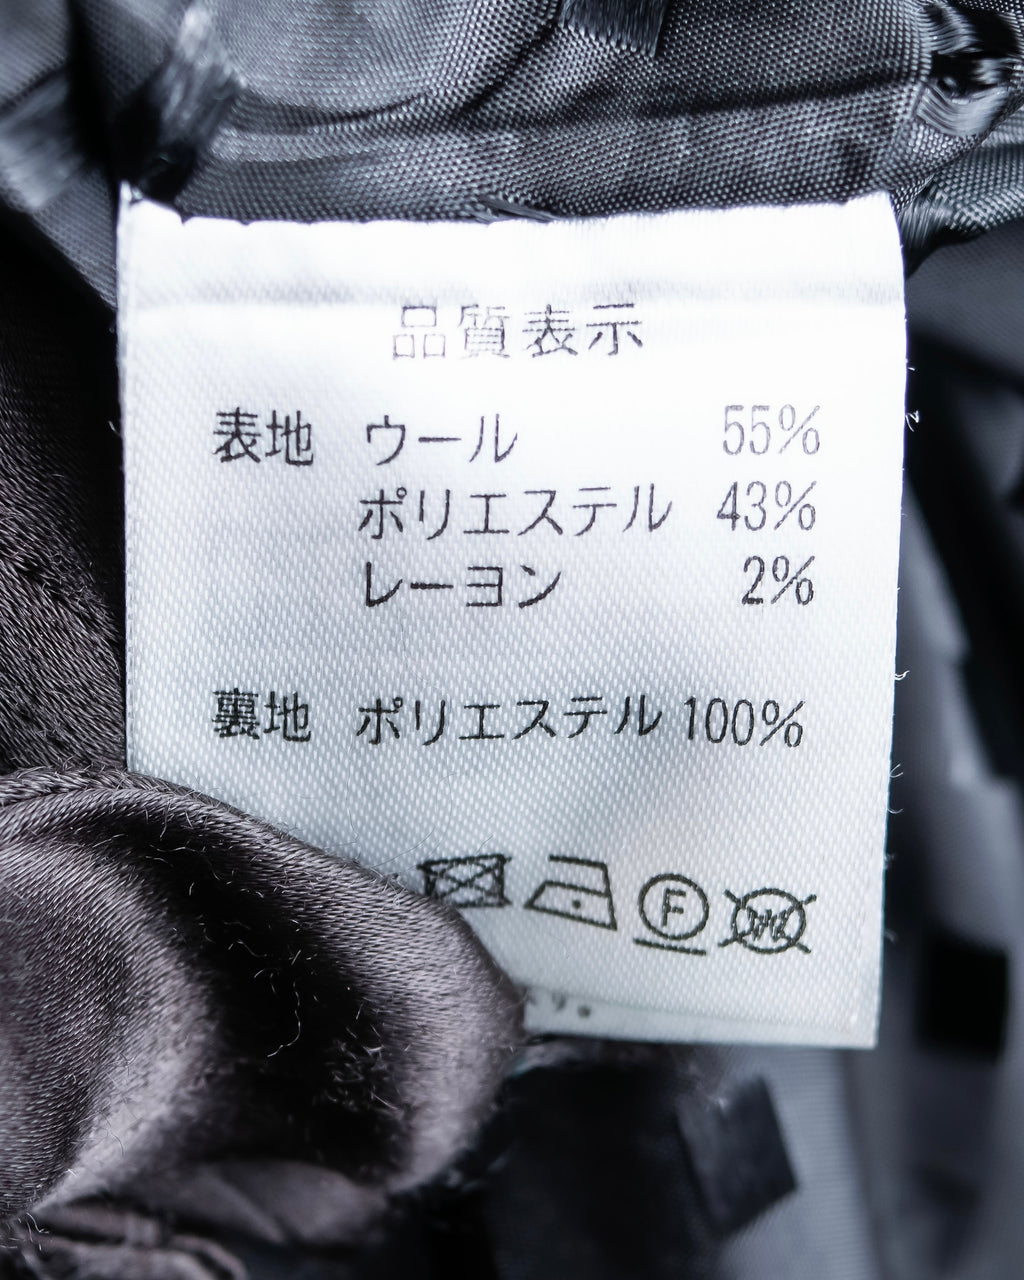 品質表示
表地 ウール 55%
ポリエステル 43%
レーヨン 2%
裏地 ポリエステル 100%
F W